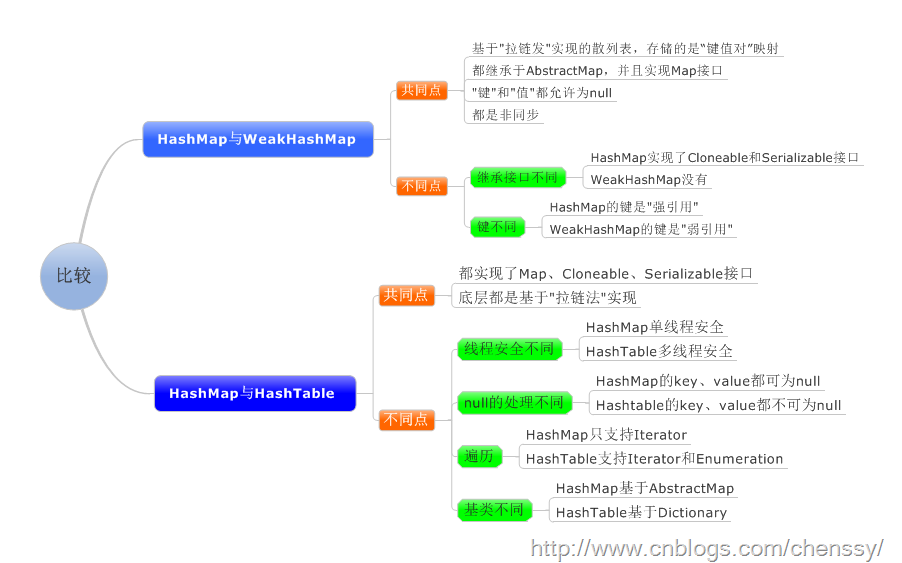 比较
HashMap与WeakHashMap
共同点
基于"拉链发"实现的散列表，存储的是“键值对”映射
都继承于AbstractMap，并且实现Map接口
"键"和"值"都允许为null
都是非同步
不同点
继承接口不同
HashMap实现了Cloneable和Serializable接口
WeakHashMap没有
键不同
HashMap的键是"强引用"
WeakHashMap的键是"弱引用"
HashMap与HashTable
共同点
都实现了Map、Cloneable、Serializable接口
底层都是基于"拉链法"实现
不同点
线程安全不同
HashMap单线程安全
HashTable多线程安全
null的处理不同
HashMap的key、value都可为null
Hashtable的key、value都不可为null
遍历
HashMap只支持Iterator
HashTable支持Iterator和Enumeration
基类不同
HashMap基于AbstractMap
HashTable基于Dictionary
http://www.cnblogs.com/chenssy/